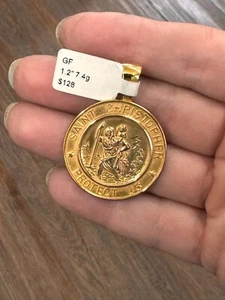 GF
1.2" 7.4g
$128
SAINT CHRISTOPHER
PROTECT US